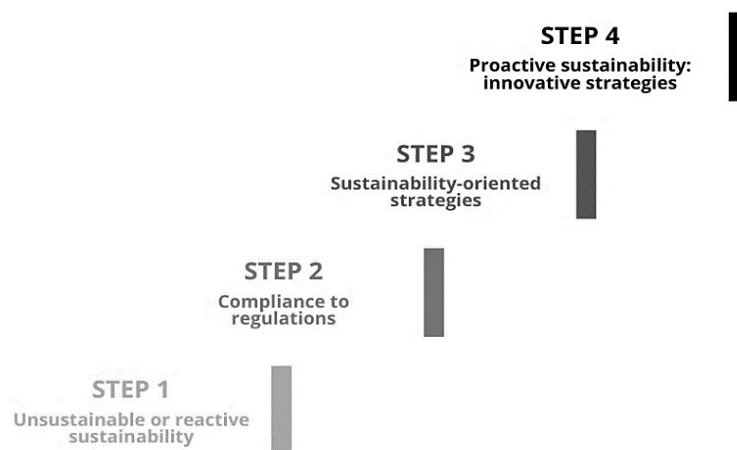 STEP 4
Proactive sustainability:
innovative strategies
STEP 3
Sustainability-oriented
strategies
STEP 2
Compliance to
regulations
STEP 1
Unsustainable or reactive
sustainability